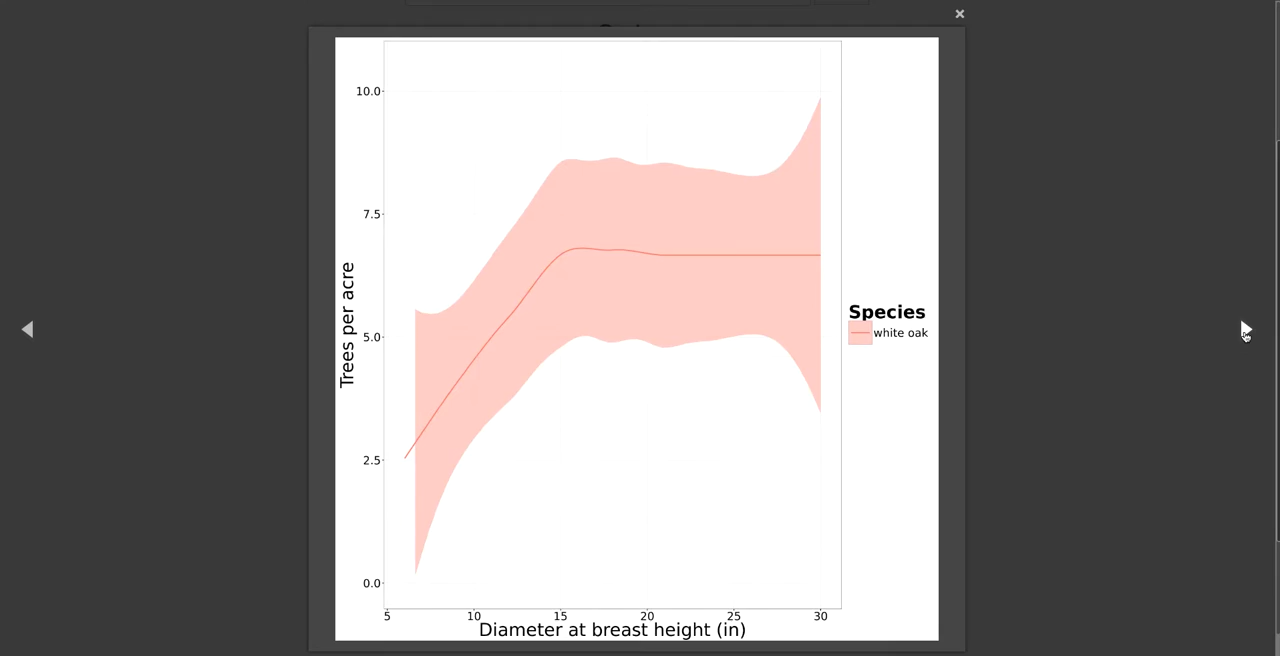 ×
10.0
7.5
5.0
2.5
0.0
Trees per acre
5 10 15 20 25 30
Diameter at breast height (in)
Species
white oak